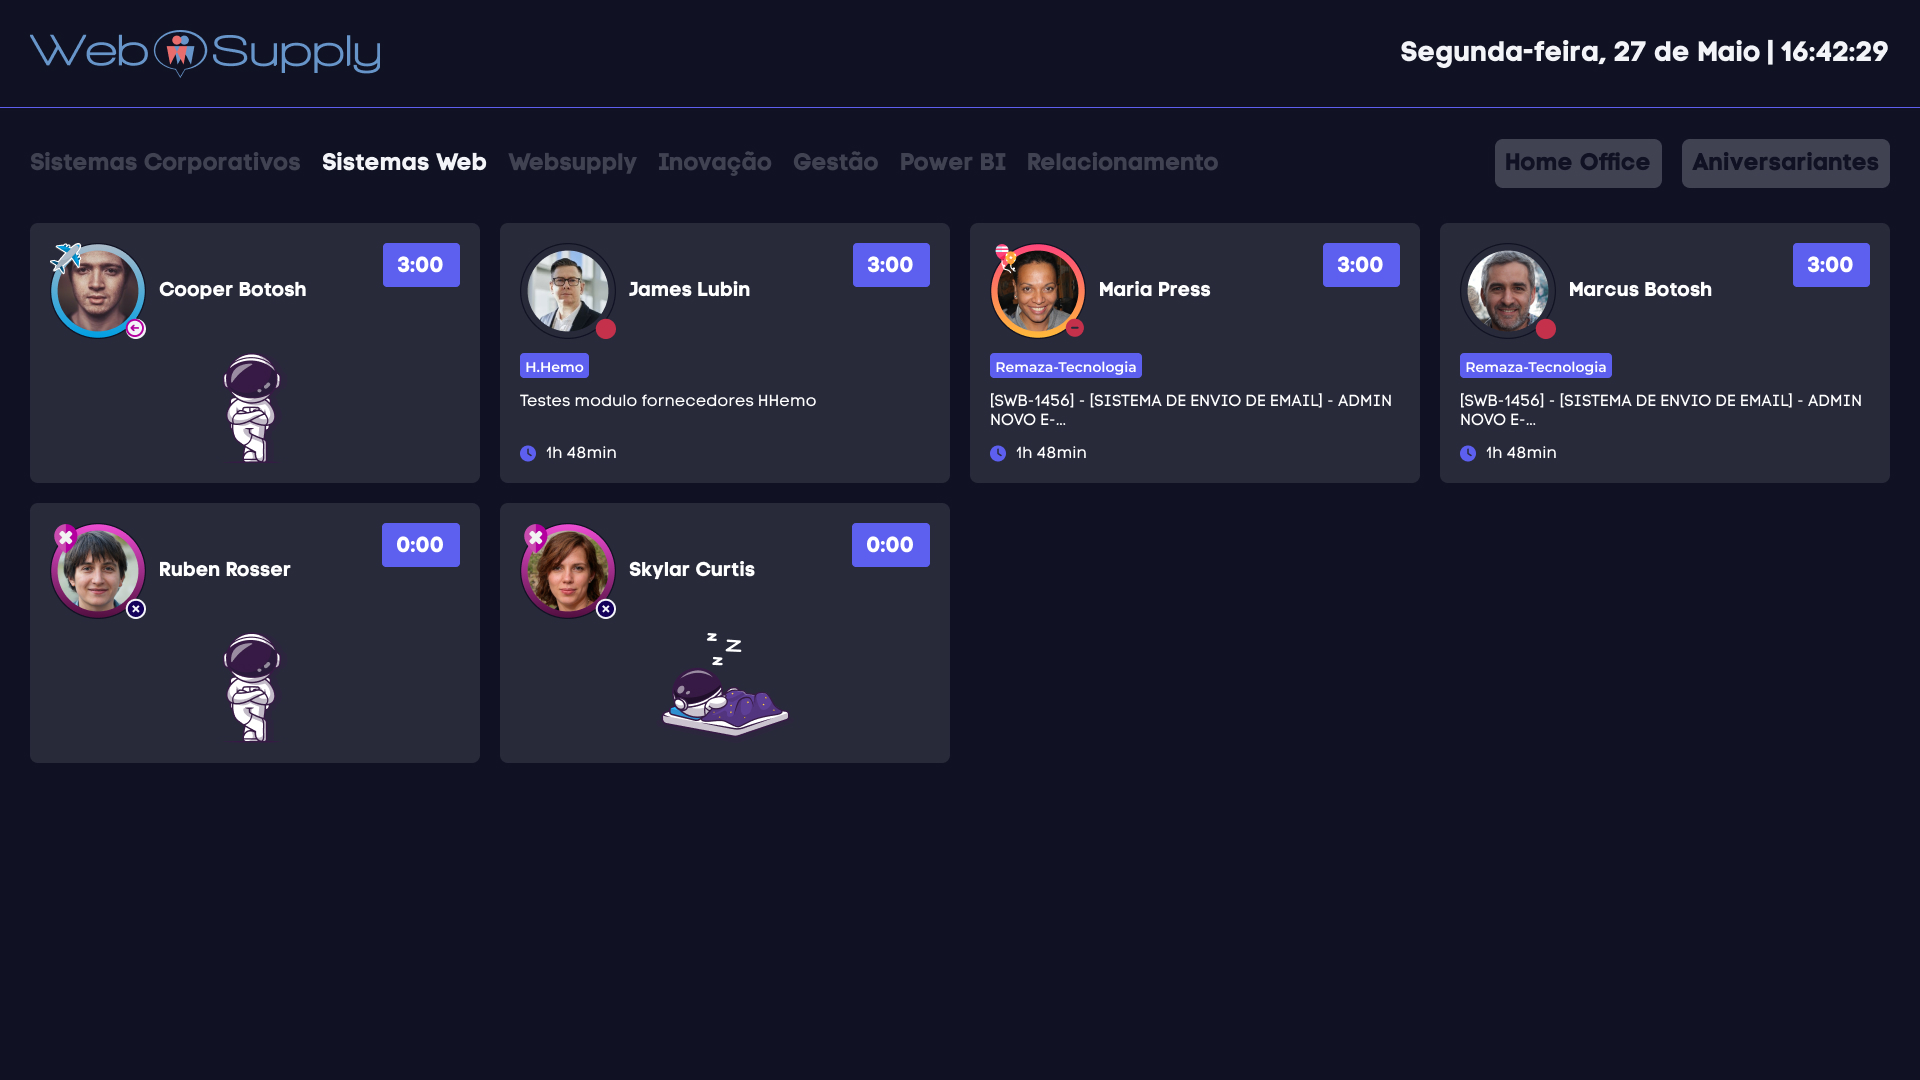 Web Supply
Segunda-feira, 27 de Maio | 16:42:29
Sistemas Corporativos Sistemas Web Websupply Inovação Gestão Power BI Relacionamento Home Office Aniversariantes
Cooper Botosh
3:00
James Lubin
3:00
H.Hemo
Testes modulo fornecedores HHemo
1h 48min
Maria Press
3:00
Remaza-Tecnologia
[SWB-1456] - [SISTEMA DE ENVIO DE EMAIL] - ADMIN
NOVO E-...
1h 48min
Marcus Botosh
3:00
Remaza-Tecnologia
[SWB-1456] - [SISTEMA DE ENVIO DE EMAIL] - ADMIN
NOVO E-...
1h 48min
Ruben Rosser
0:00
Skylar Curtis
0:00
z Z
z